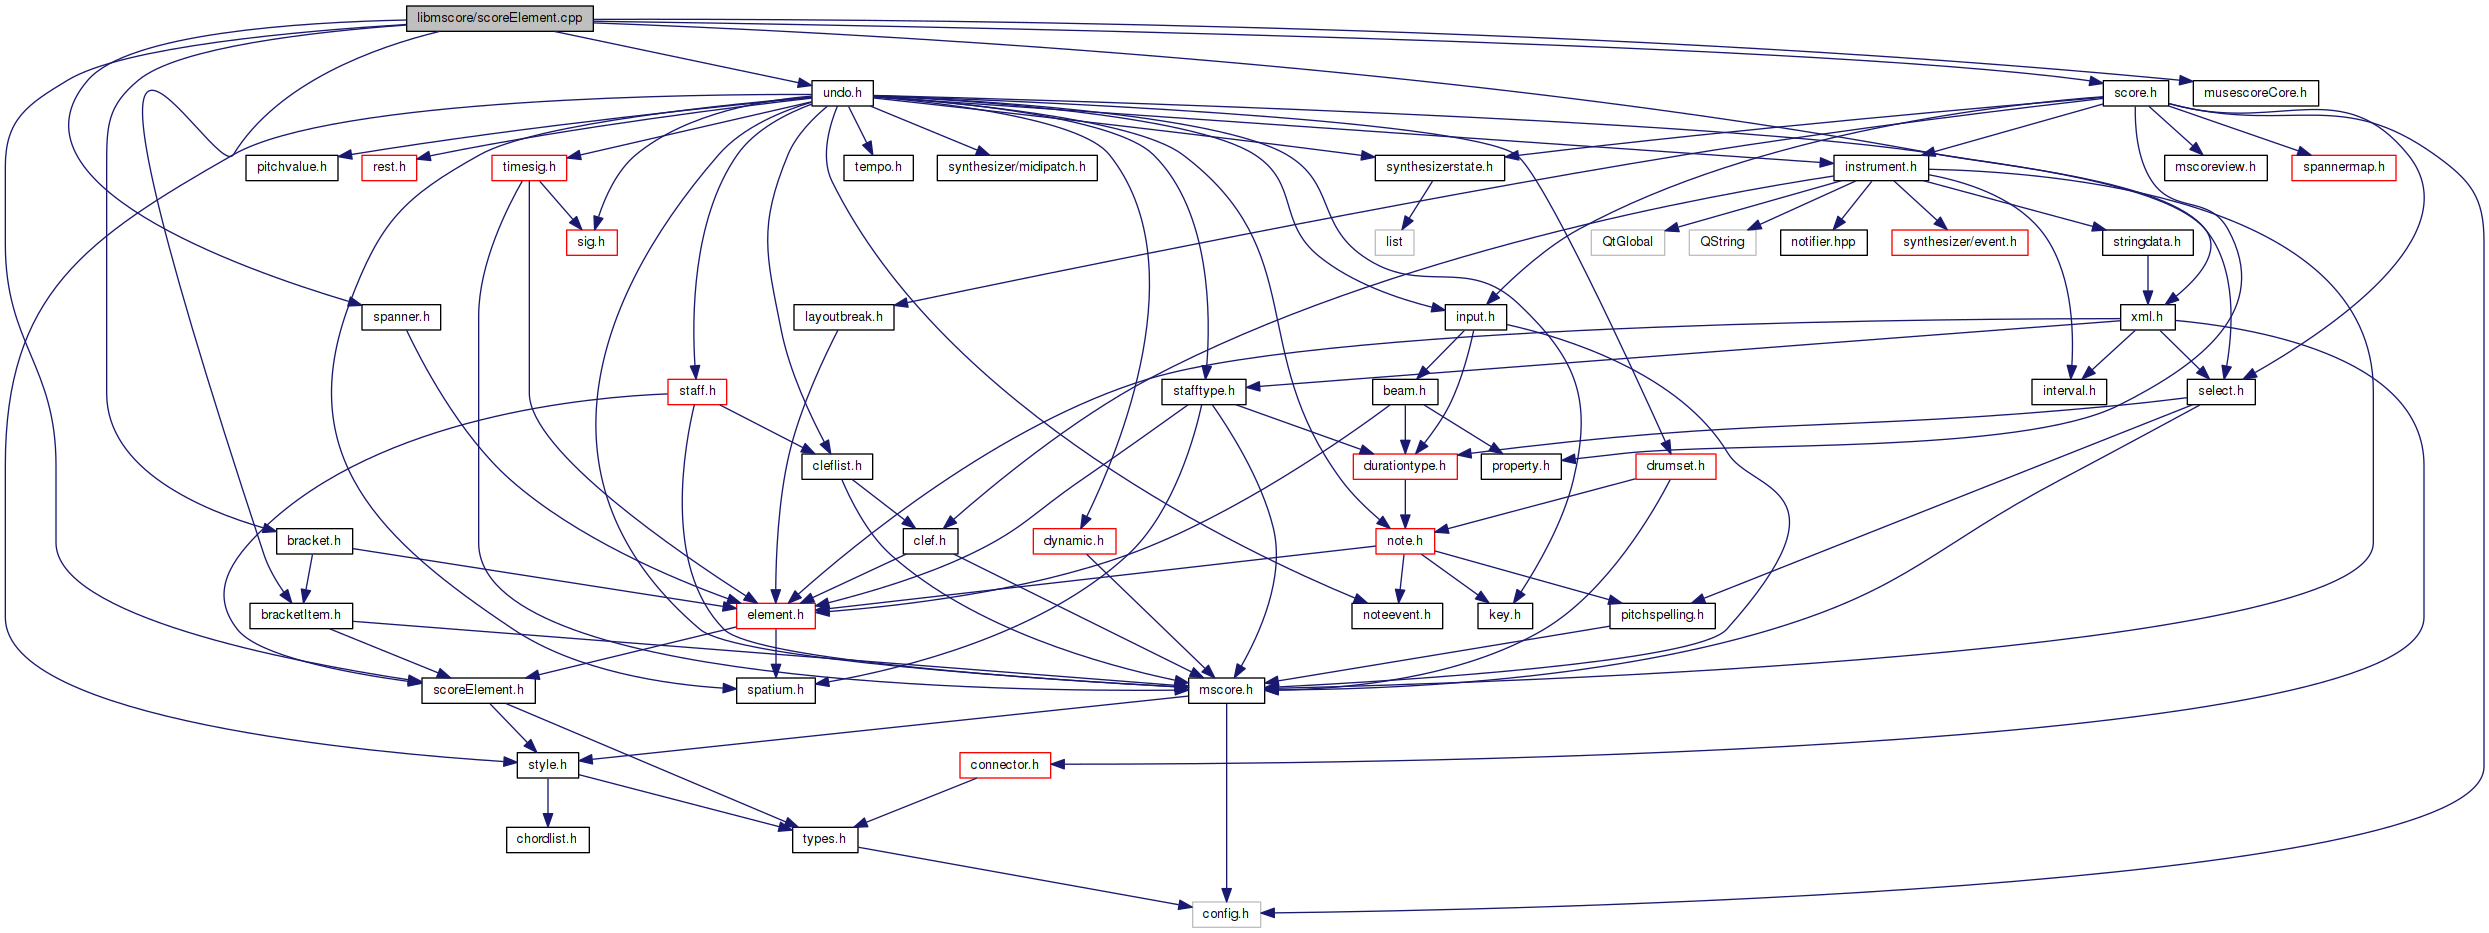 libmscore/scoreElement.cpp
undo.h
score.h
musescoreCore.h
pitchvalue.h
rest.h
timesig.h
tempo.h
synthesizer/midipatch.h
synthesizerstate.h
instrument.h
mscoreview.h
spannermap.h
sig.h
list
QtGlobal
QString
notifier.hpp
synthesizer/event.h
stringdata.h
spanner.h
layoutbreak.h
input.h
xml.h
staff.h
stafftype.h
beam.h
interval.h
select.h
cleflist.h
durationtype.h
property.h
drumset.h
bracket.h
clef.h
dynamic.h
note.h
bracketItem.h
element.h
noteevent.h
key.h
pitchspelling.h
scoreElement.h
spatium.h
mscore.h
style.h
connector.h
chordlist.h
types.h
config.h